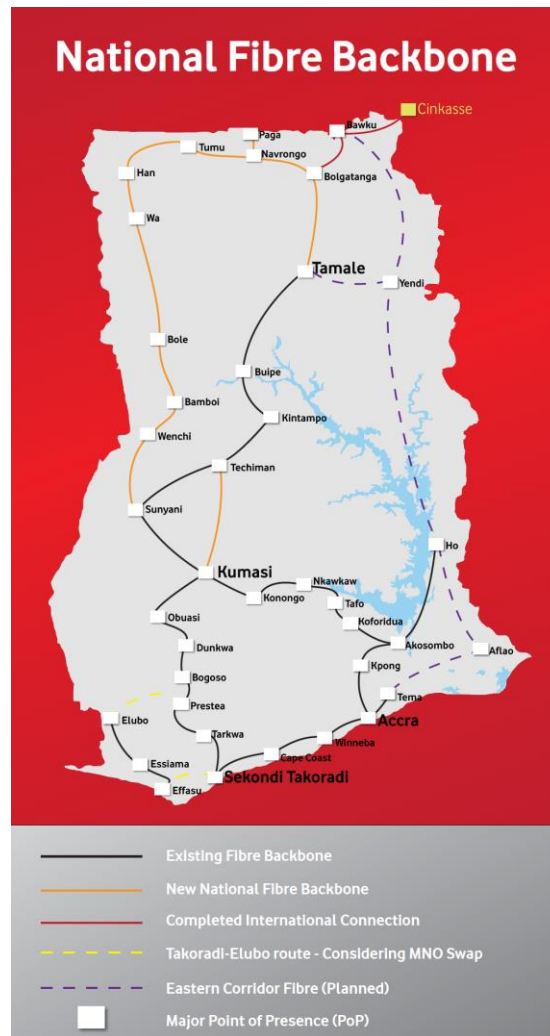 National Fibre Backbone
Cinkasse
Bawku
Paga
Tumu
Navrongo
Han
Bolgatanga
Wa
Tamale
Yendi
Bole
Buipe
Bamboi
Kintampo
Wenchi
Techiman
Sunyani
Ho
Kumasi
Nkawkaw
Konongo
Tafo
Obuasi
Koforidua
Dunkwa
Akosombo
Aflao
Kpong
Bogoso
Tema
Prestea
Elubo
Accra
Tarkwa
Winneba
Cape Coast
Essiama
Sekondi Takoradi
Effasu
Existing Fibre Backbone
New National Fibre Backbone
Completed International Connection
Takoradi-Elubo route - Considering MNO Swap
Eastern Corridor Fibre (Planned)
Major Point of Presence (PoP)